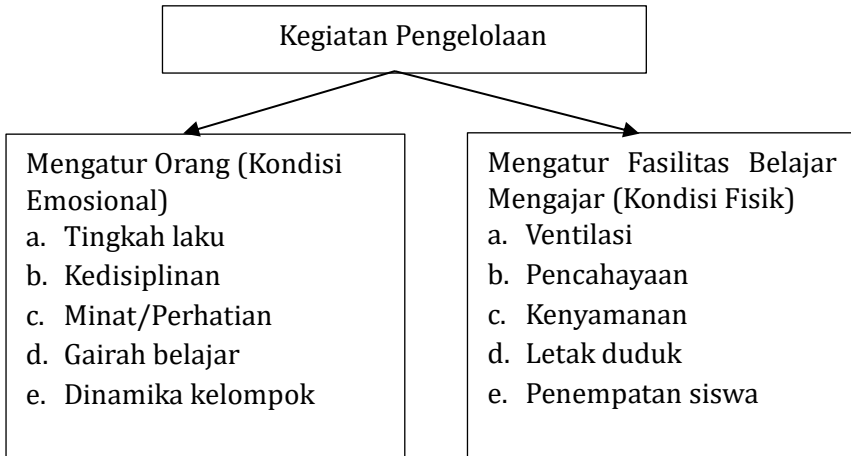 Kegiatan Pengelolaan
Mengatur Orang (Kondisi
Emosional)
a. Tingkah laku
b. Kedisiplinan
c. Minat/Perhatian
d. Gairah belajar
e. Dinamika kelompok
Mengatur Fasilitas Belajar
Mengajar (Kondisi Fisik)
a. Ventilasi
b. Pencahayaan
c. Kenyamanan
d. Letak duduk
e. Penempatan siswa